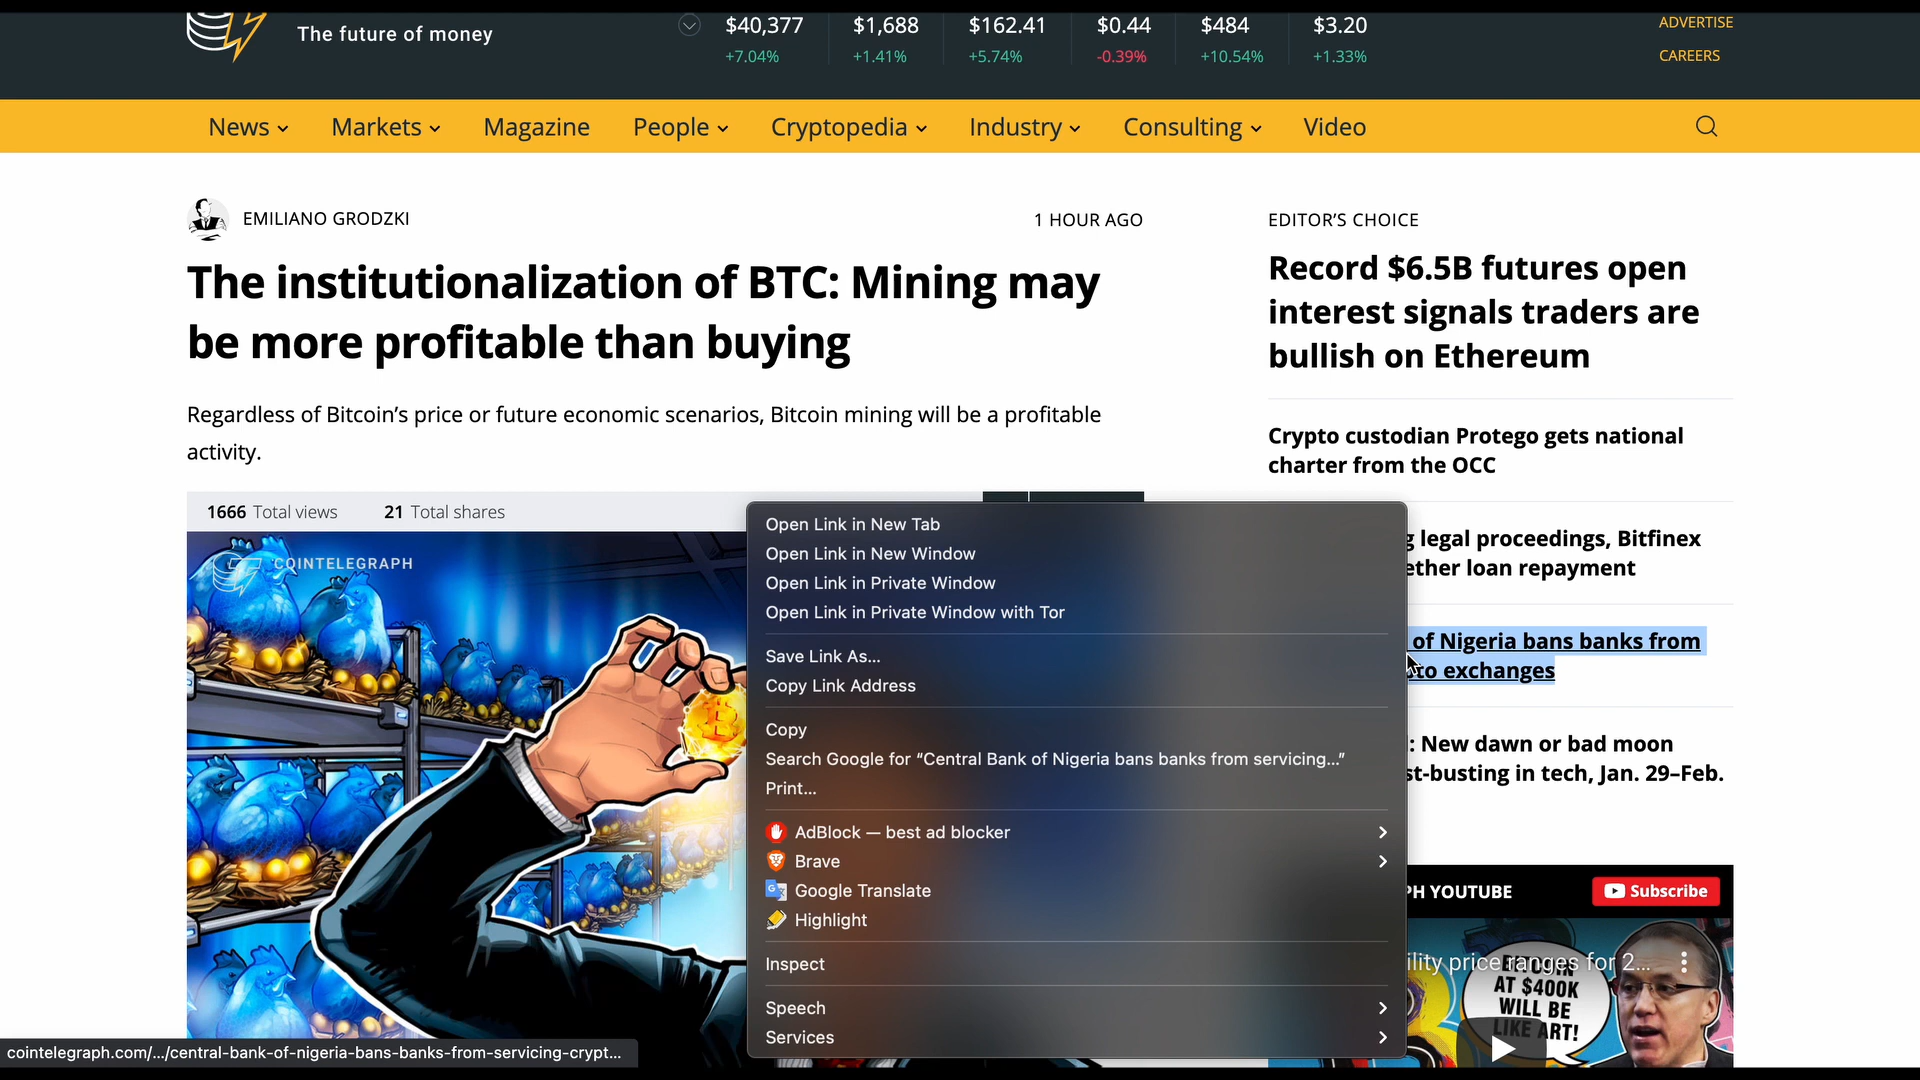 The future of money
$40,377 $1,688 $162.41 $0.44 $484 $3.20
+7.04% +1.41% +5.74% -0.39% +10.54% +1.33%
ADVERTISE
CAREERS
News Markets Magazine People Cryptopedia Industry Consulting Video
EMILIANO GRODZKI
1 HOUR AGO
The institutionalization of BTC: Mining may
be more profitable than buying
Regardless of Bitcoin’s price or future economic scenarios, Bitcoin mining will be a profitable
activity.
1666 Total views 21 Total shares
COINTELEGRAPH
EDITOR’S CHOICE
Record $6.5B futures open
interest signals traders are
bullish on Ethereum
Crypto custodian Protego gets national
charter from the OCC
legal proceedings, Bitfinex
ether loan repayment
of Nigeria bans banks from
to exchanges
: New dawn or bad moon
st-busting in tech, Jan. 29–Feb.
Open Link in New Tab
Open Link in New Window
Open Link in Private Window
Open Link in Private Window with Tor
Save Link As...
Copy Link Address
Copy
Search Google for “Central Bank of Nigeria bans banks from servicing...”
Print...
AdBlock — best ad blocker
Brave
Google Translate
Highlight
Inspect
Speech
Services
PH YOUTUBE
Subscribe
ility price ranges for 2...
BITCOIN
AT $400K
WILL BE
LIKE ART!
cointelegraph.com/.../central-bank-of-nigeria-bans-banks-from-servicing-crypt...